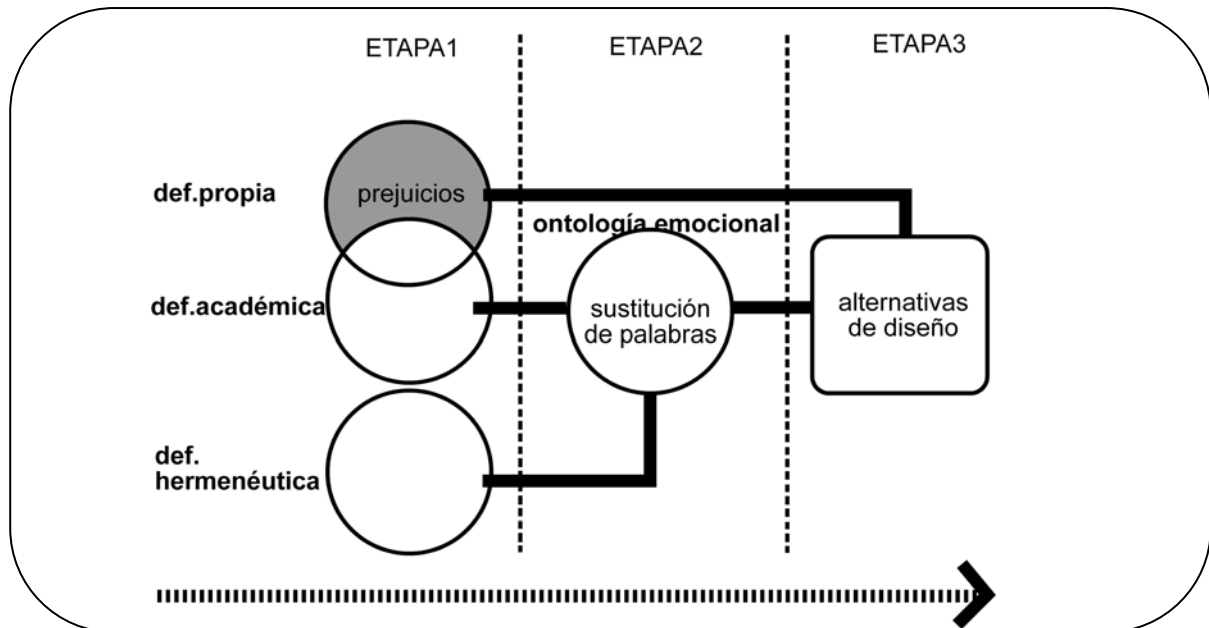 ETAPA1
ETAPA2
ETAPA3
def.propia
prejuicios
ontología emocional
def.académica
sustitución
de palabras
alternativas
de diseño
def.
hermenéutica